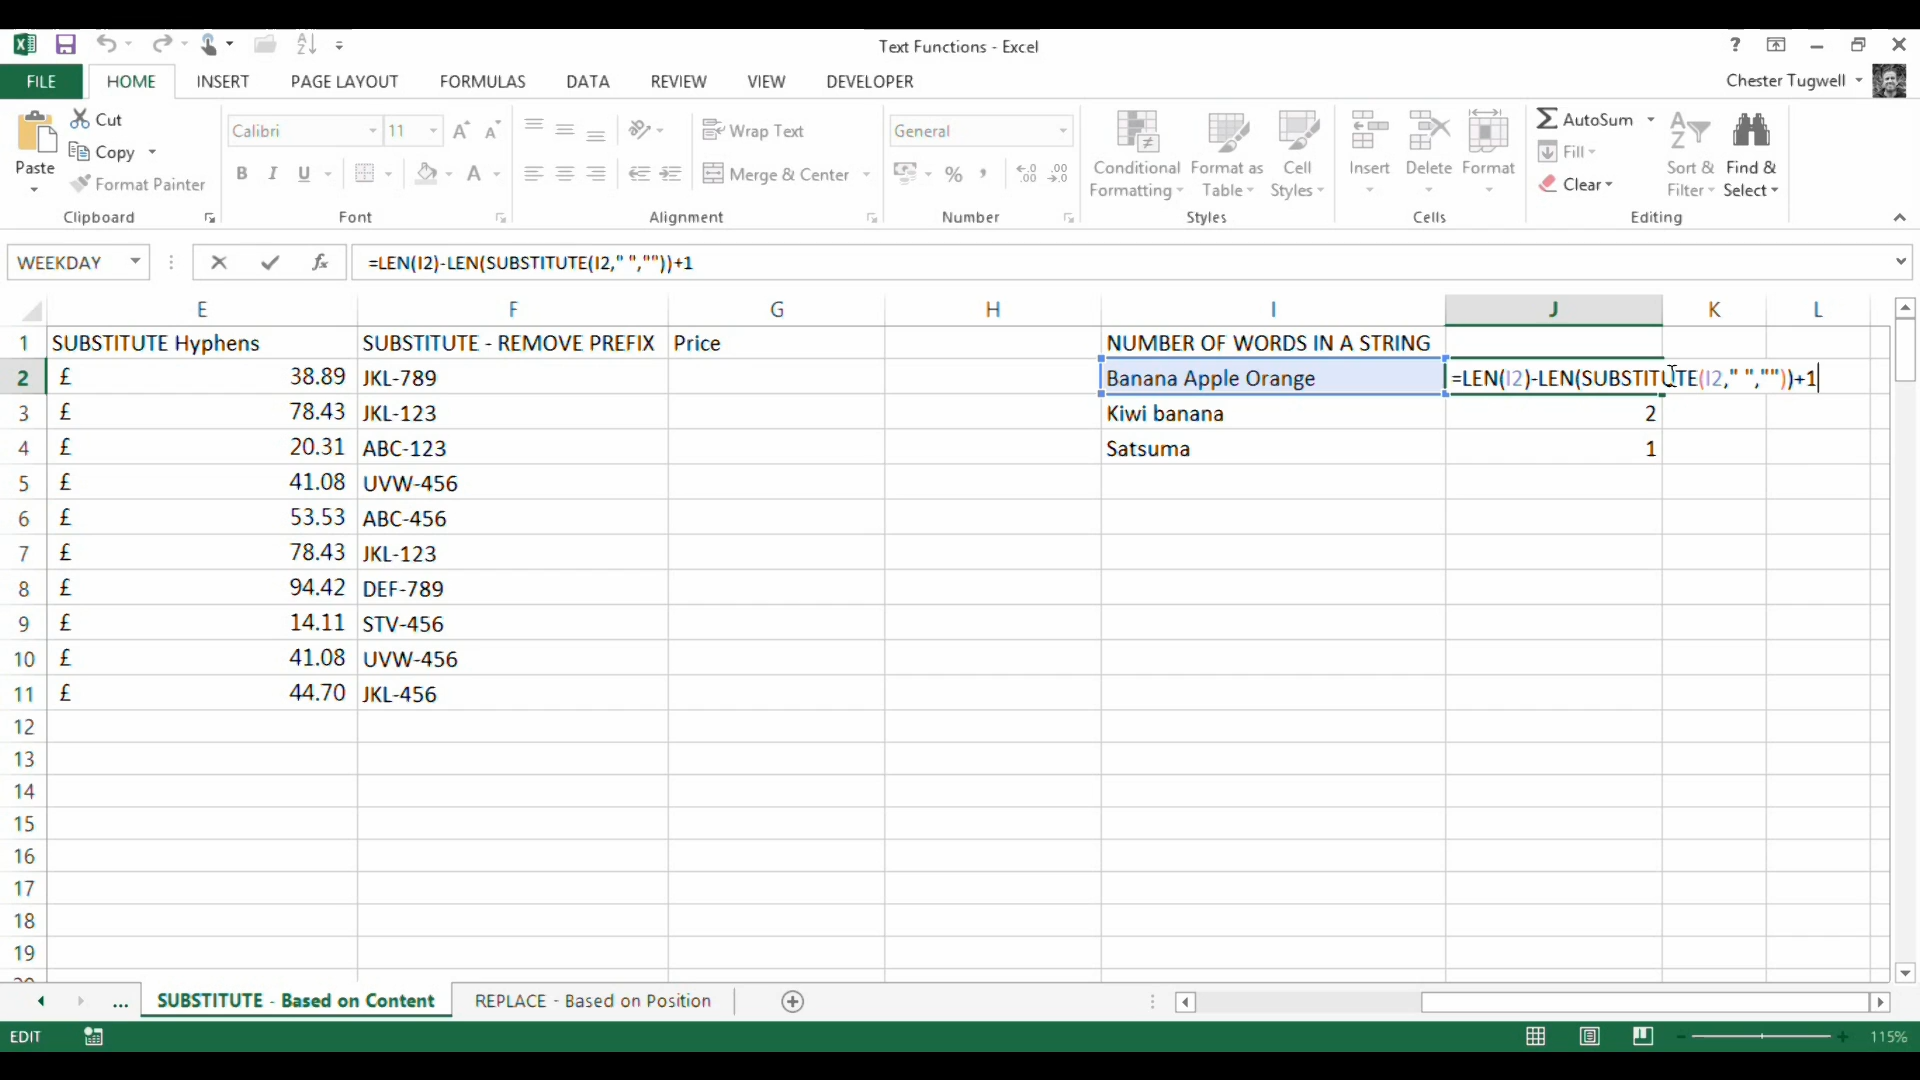 Text Functions - Excel
?
FILE HOME INSERT PAGE LAYOUT FORMULAS DATA REVIEW VIEW DEVELOPER
Chester Tugwell
Paste
Cut
Copy
Format Painter
Clipboard
Calibri 11
B I U A
Font
Wrap Text
Merge & Center
Alignment
General
% , .0 .00 .00 .0
Number
Conditional Formatting
Format as Table
Cell Styles
Styles
Insert Delete Format
Cells
AutoSum
Fill
Clear
Sort & Filter
Find & Select
Editing
WEEKDAY fx =LEN(I2)-LEN(SUBSTITUTE(I2," ",""))+1
E F G H I J K L
1 SUBSTITUTE Hyphens SUBSTITUTE - REMOVE PREFIX Price NUMBER OF WORDS IN A STRING
2 £ 38.89 JKL-789 Banana Apple Orange =LEN(I2)-LEN(SUBSTITUTE(I2," ",""))+1
3 £ 78.43 JKL-123 Kiwi banana 2
4 £ 20.31 ABC-123 Satsuma 1
5 £ 41.08 UVW-456
6 £ 53.53 ABC-456
7 £ 78.43 JKL-123
8 £ 94.42 DEF-789
9 £ 14.11 STV-456
10 £ 41.08 UVW-456
11 £ 44.70 JKL-456
12
13
14
15
16
17
18
19
... SUBSTITUTE - Based on Content REPLACE - Based on Position
EDIT 115%